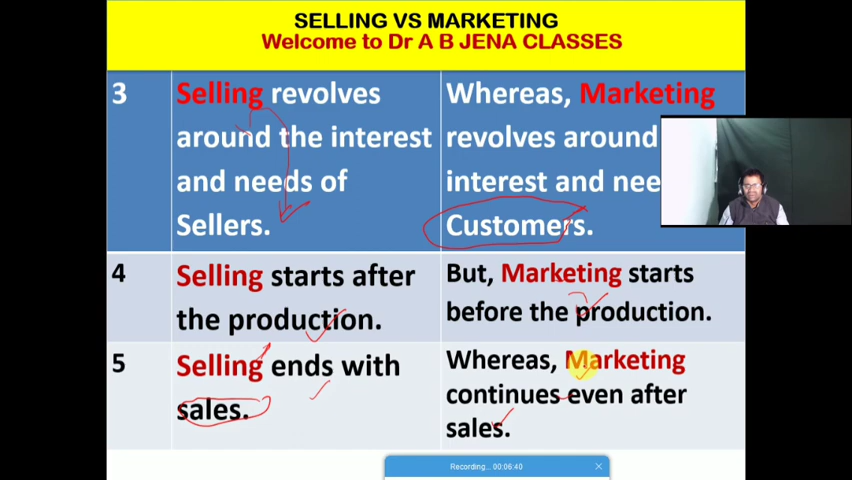 SELLING VS MARKETING
Welcome to Dr A B JENA CLASSES
3
Selling revolves
around the interest
and needs of
Sellers.
Whereas, Marketing
revolves around
interest and nee
Customers.
4
Selling starts after
the production.
But, Marketing starts
before the production.
5
Selling ends with
sales.
Whereas, Marketing
continues even after
sales.
Recording... 00:06:40